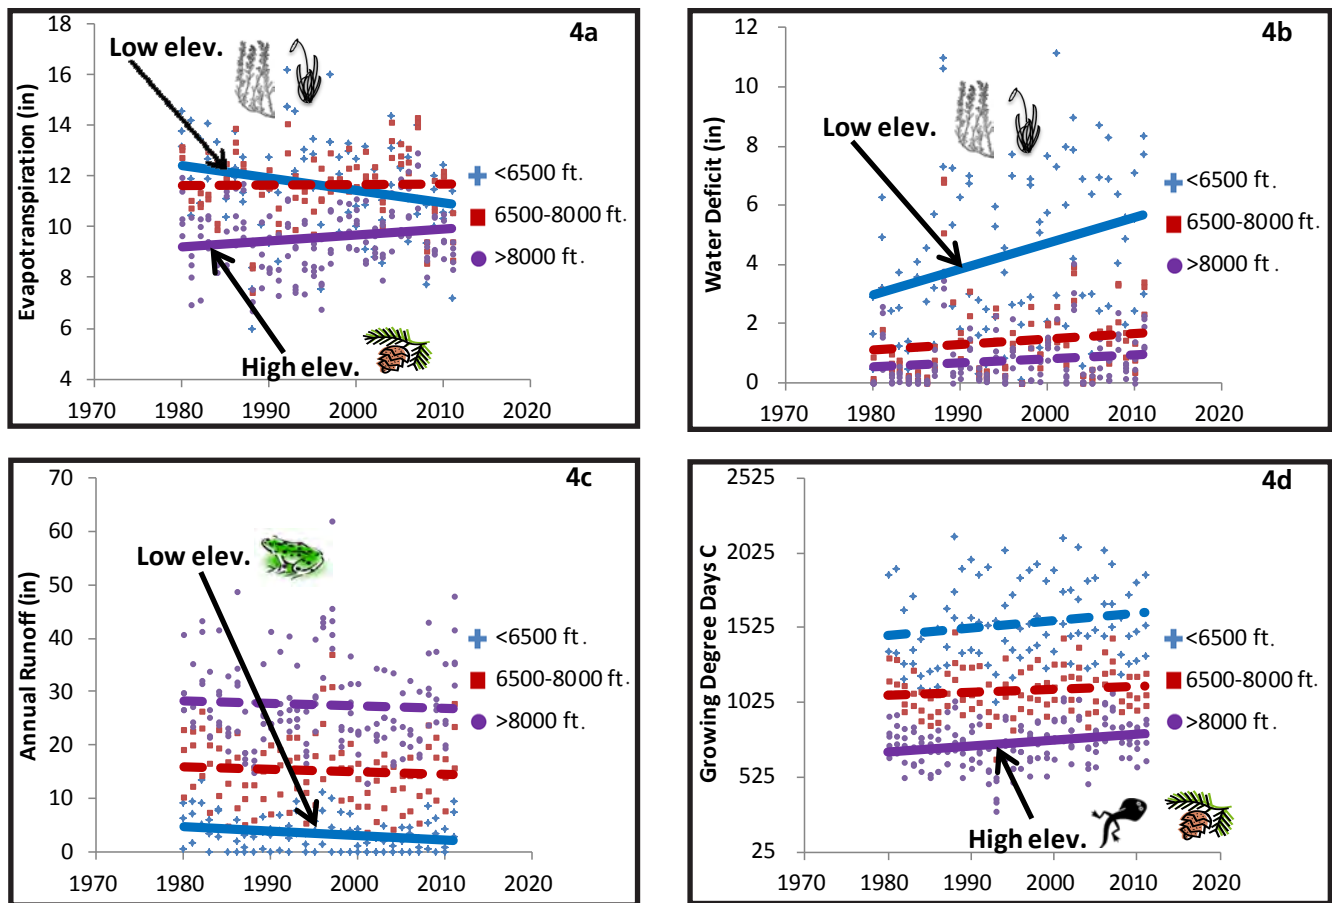 4a
Evapotranspiration (in)
18
16
14
12
10
8
6
4
Low elev.
High elev.
<6500 ft.
6500-8000 ft.
>8000 ft.
1970 1980 1990 2000 2010 2020
4b
Water Deficit (in)
12
10
8
6
4
2
0
Low elev.
<6500 ft.
6500-8000 ft.
>8000 ft.
1970 1980 1990 2000 2010 2020
4c
Annual Runoff (in)
70
60
50
40
30
20
10
0
Low elev.
<6500 ft.
6500-8000 ft.
>8000 ft.
1970 1980 1990 2000 2010 2020
4d
Growing Degree Days C
2525
2025
1525
1025
525
25
High elev.
<6500 ft.
6500-8000 ft.
>8000 ft.
1970 1980 1990 2000 2010 2020